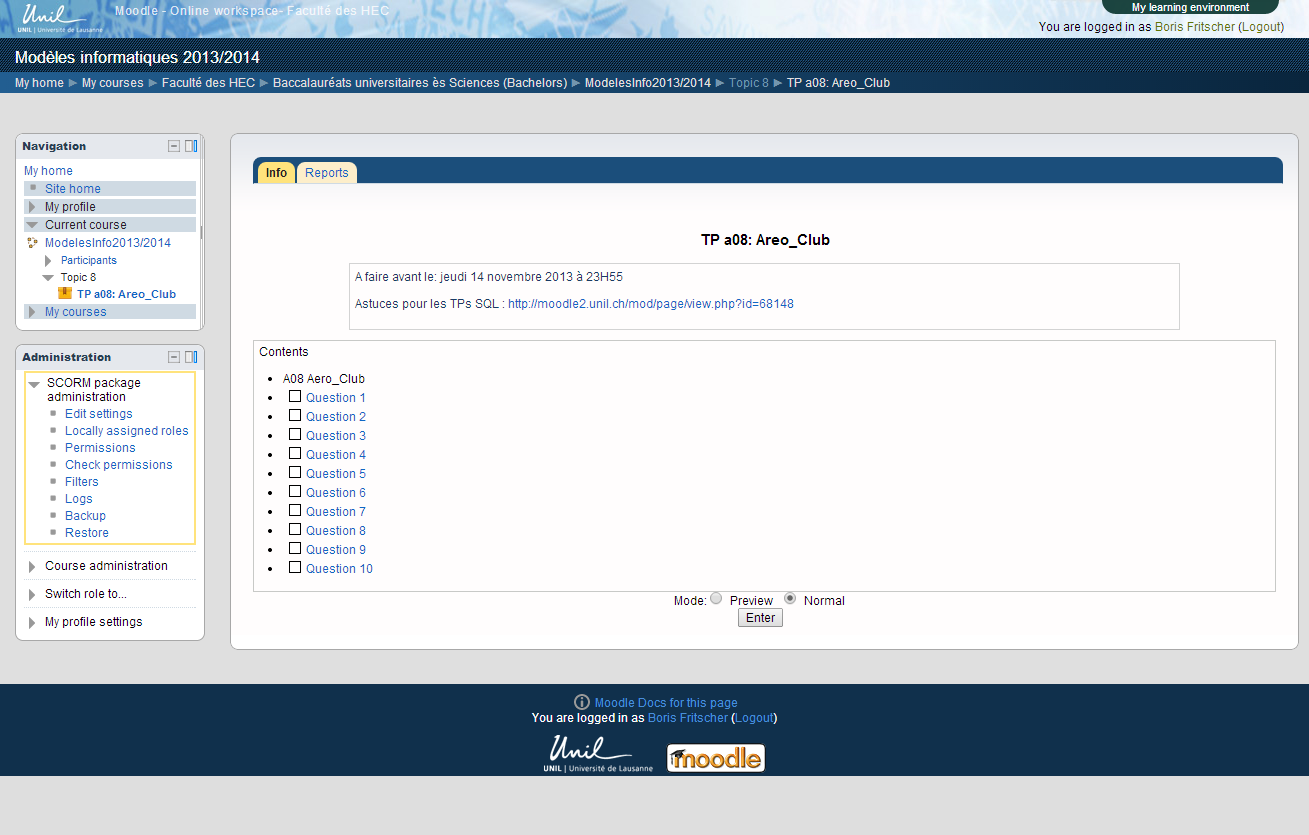 Unil
UNIL | Université de Lausanne
Moodle - Online workspace- Faculté des HEC
My learning environment
You are logged in as Boris Fritscher (Logout)
Modèles informatiques 2013/2014
My home ► My courses ► Faculté des HEC ► Baccalauréats universitaires ès Sciences (Bachelors) ► ModelesInfo2013/2014 ► Topic 8 ► TP a08: Areo_Club
Navigation
My home
Site home
My profile
Current course
ModelesInfo2013/2014
Participants
Topic 8
TP a08: Areo_Club
My courses
Administration
SCORM package
administration
Edit settings
Locally assigned roles
Permissions
Check permissions
Filters
Logs
Backup
Restore
Course administration
Switch role to...
My profile settings
Info Reports
TP a08: Areo_Club
A faire avant le: jeudi 14 novembre 2013 à 23H55
Astuces pour les TPs SQL : http://moodle2.unil.ch/mod/page/view.php?id=68148
Contents
A08 Aero_Club
Question 1
Question 2
Question 3
Question 4
Question 5
Question 6
Question 7
Question 8
Question 9
Question 10
Mode: Preview Normal
Enter
Moodle Docs for this page
You are logged in as Boris Fritscher (Logout)
Unil
UNIL | Université de Lausanne
moodle